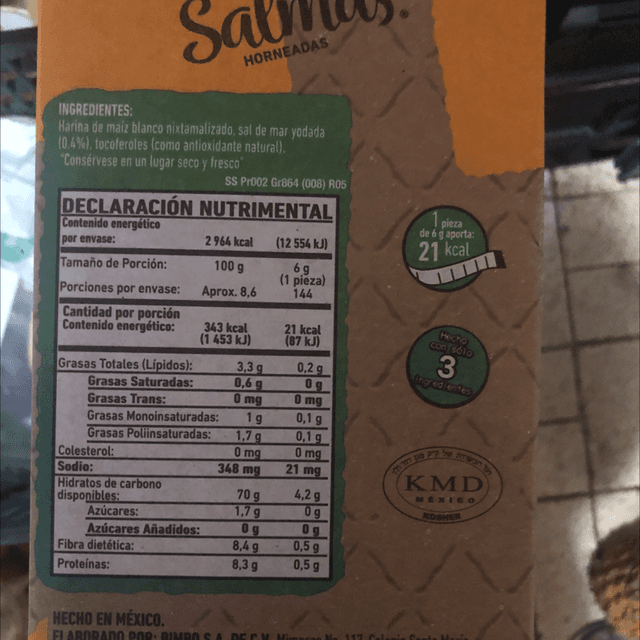 Salmas.
HORNEADAS
INGREDIENTES:
Harina de maíz blanco nixtamalizado, sal de mar yodada
(0.4%), tocoferoles (como antioxidante natural).
"Consérvese en un lugar seco y fresco"
SS Pr002 Gr864 (008) R05
DECLARACIÓN NUTRIMENTAL
Contenido energético
por envase: 2 964 kcal (12 554 kJ)
Tamaño de Porción: 100 g 6 g
(1 pieza)
Porciones por envase: Aprox. 8,6 144
Cantidad por porción
Contenido energético: 343 kcal 21 kcal
(1 453 kJ) (87 kJ)
Grasas Totales (Lípidos): 3,3 g 0,2 g
Grasas Saturadas: 0,6 g 0 g
Grasas Trans: 0 mg 0 mg
Grasas Monoinsaturadas: 1 g 0,1 g
Grasas Poliinsaturadas: 1,7 g 0,1 g
Colesterol: 0 mg 0 mg
Sodio: 348 mg 21 mg
Hidratos de carbono
disponibles: 70 g 4,2 g
Azúcares: 1,7 g 0 g
Azúcares Añadidos: 0 g 0 g
Fibra dietética: 8,4 g 0,5 g
Proteínas: 8,3 g 0,5 g
1 pieza
de 6 g aporta:
21 kcal
Hecho
con sólo
3
ingredientes
KMD
MÉXICO
KOSHER
HECHO EN MÉXICO.
ELABORADO POR: BIMBO S.A. DE C.V.